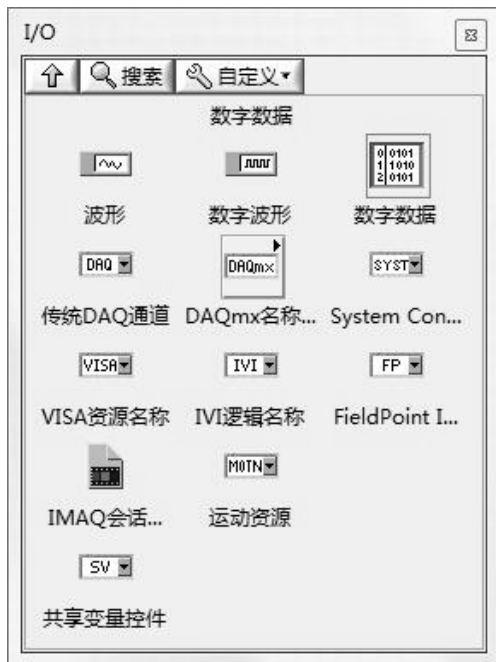 I/O
搜索 自定义
数字数据
0 0101
1 1010
2 0101
波形 数字波形 数字数据
DAQ DAQmx SYST
传统DAQ通道 DAQmx名称... System Con...
VISA IVI FP
VISA资源名称 IVI逻辑名称 FieldPoint I...
MOTN
IMAQ会话... 运动资源
SV
共享变量控件